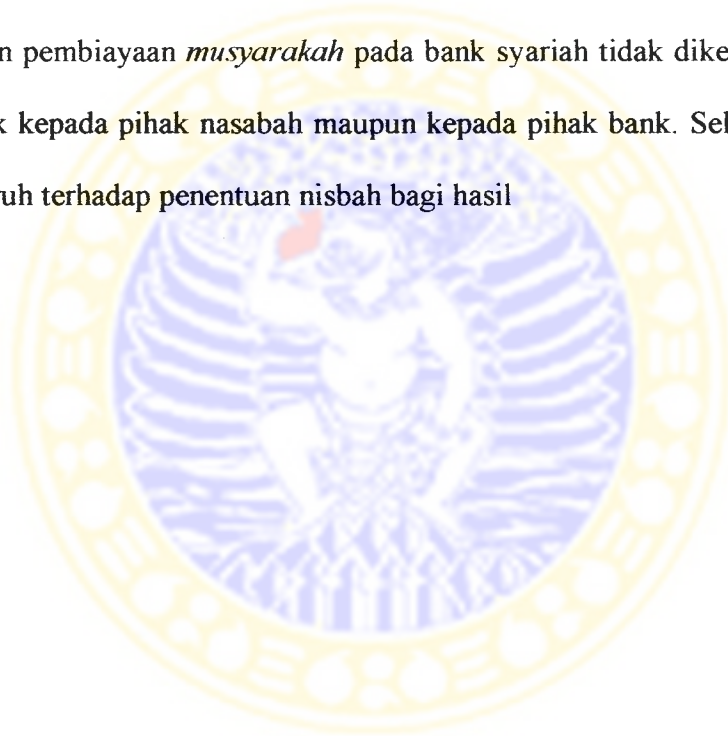 n pembiayaan musyarakah pada bank syariah tidak dike
k kepada pihak nasabah maupun kepada pihak bank. Sel
uh terhadap penentuan nisbah bagi hasil